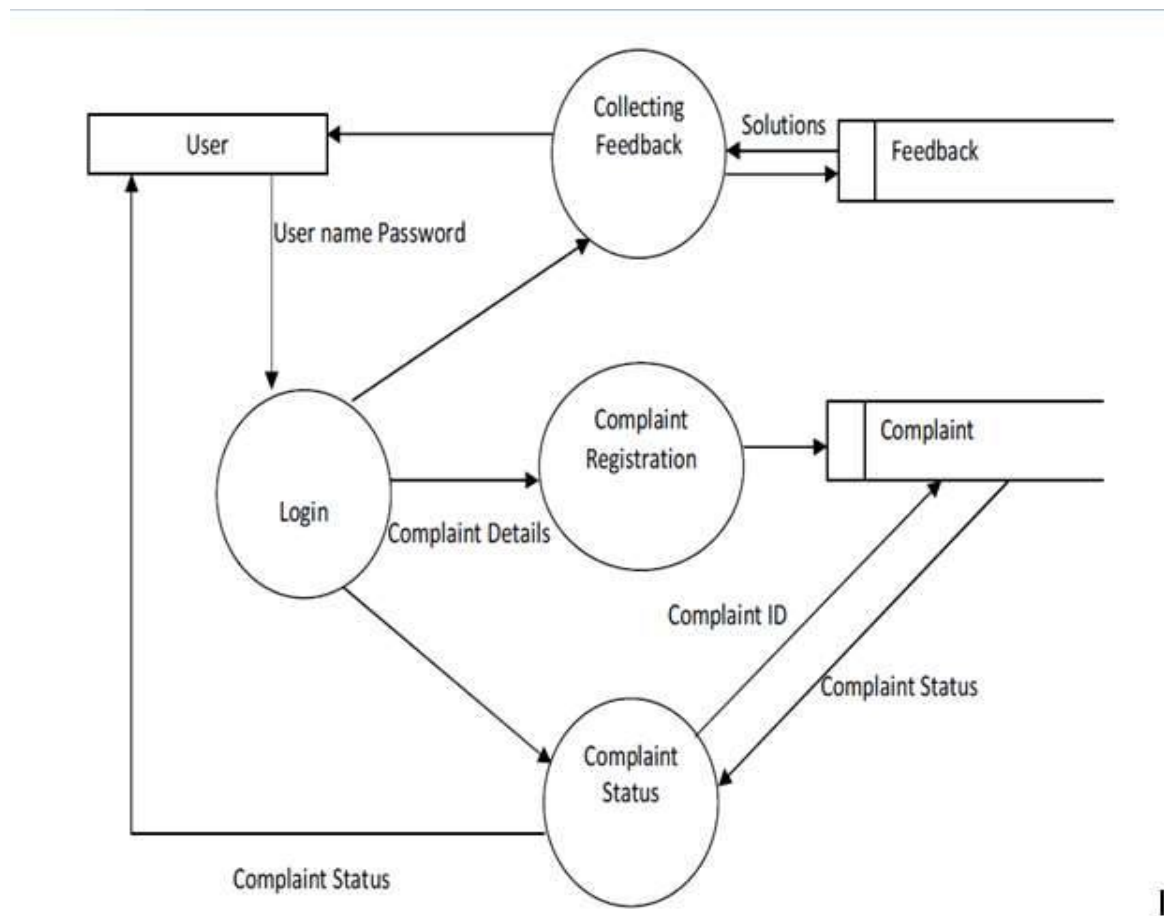 Collecting
Feedback
Solutions
Feedback
User
User name Password
Complaint
Registration
Complaint
Login
Complaint Details
Complaint ID
Complaint Status
Complaint
Status
Complaint Status